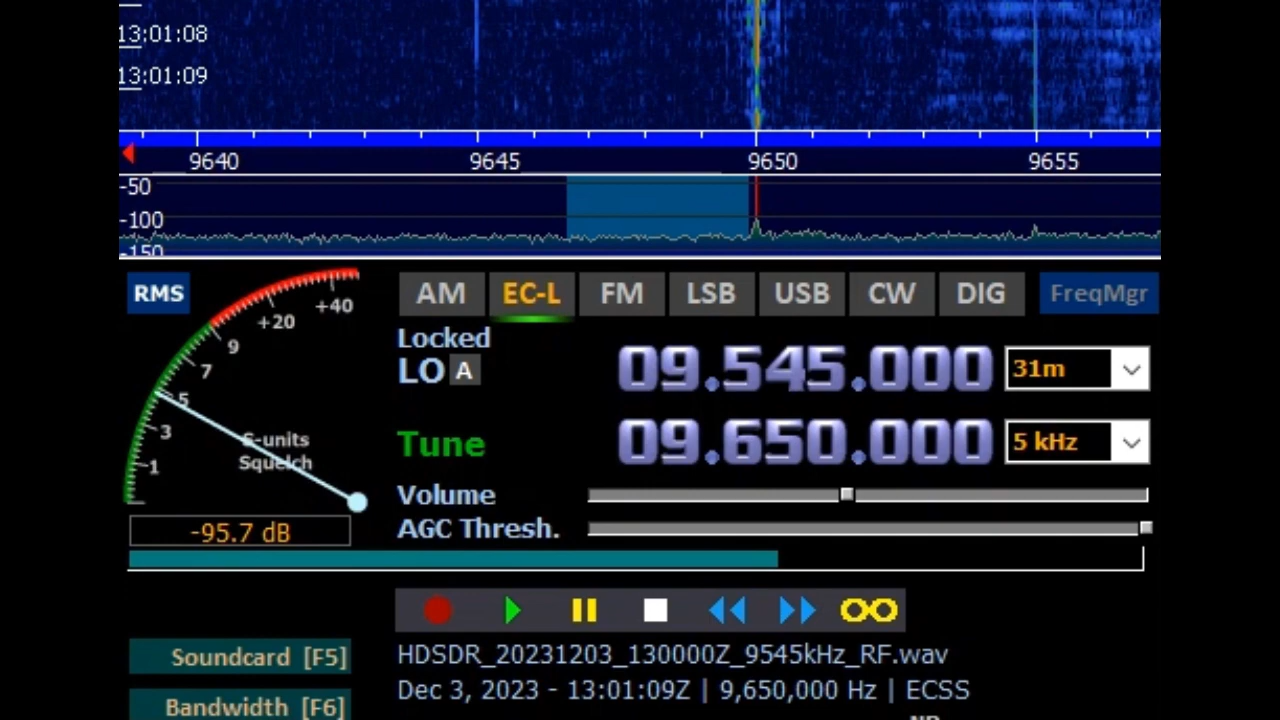 13:01:08
13:01:09
9640 9645 9650 9655
-50
-100
-150
RMS
+40
+20
9
7
5
3
1
S-units
Squelch
-95.7 dB
AM EC-L FM LSB USB CW DIG FreqMgr
Locked
LO A 09.545.000 31m
Tune 09.650.000 5 kHz
Volume
AGC Thresh.
HDSDR_20231203_130000Z_9545kHz_RF.wav
Soundcard [F5]
Dec 3, 2023 - 13:01:09Z | 9,650,000 Hz | ECSS
Bandwidth [F6]